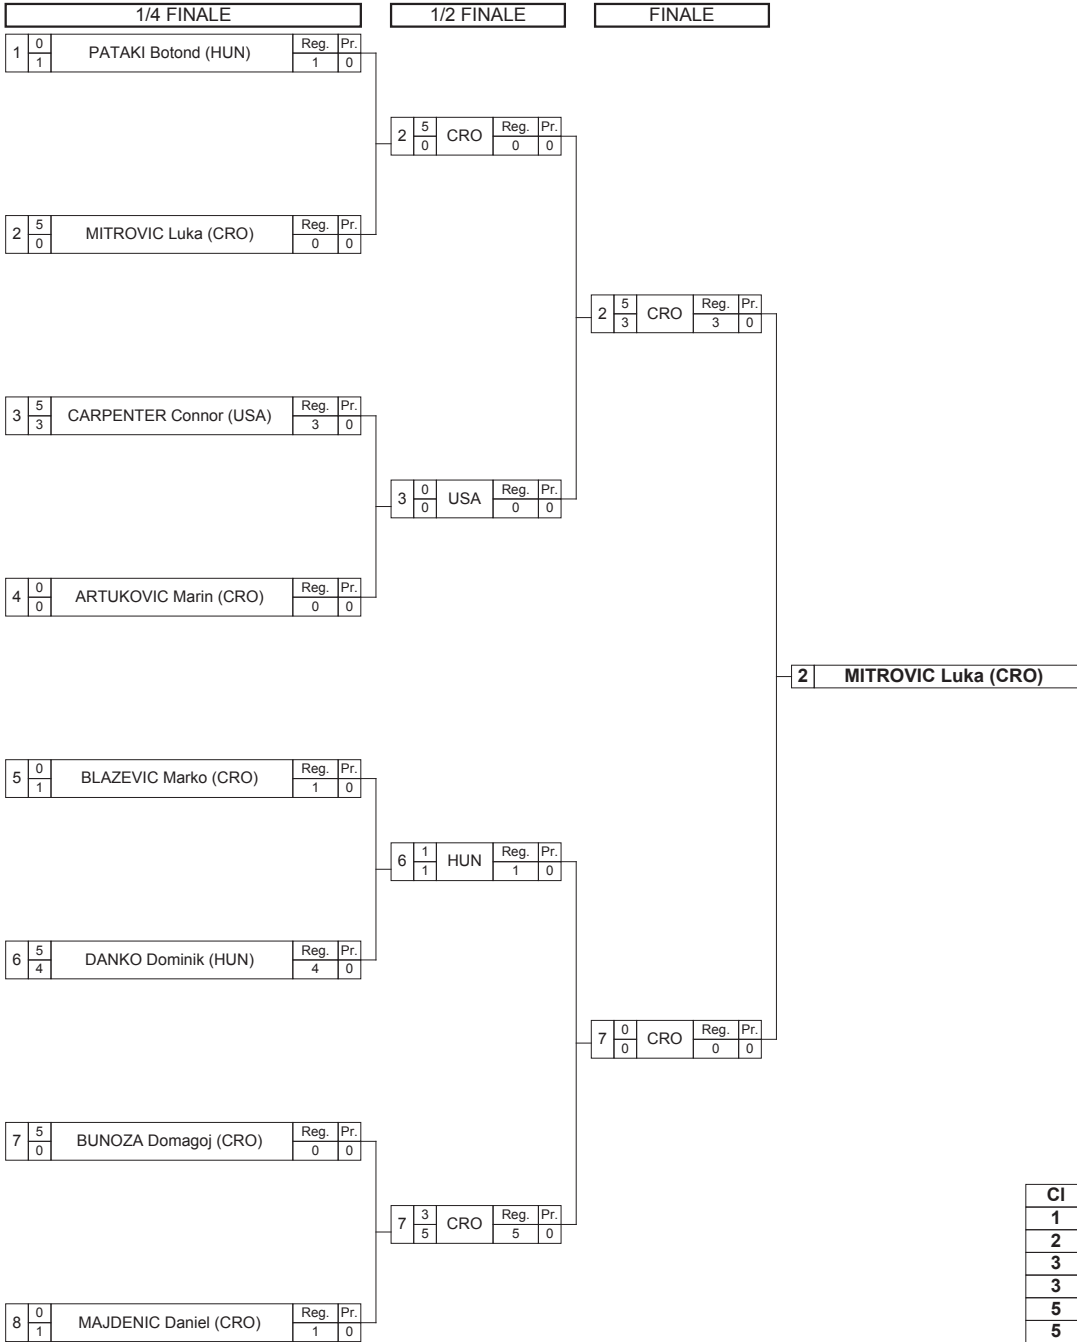 1/4 FINALE 1/2 FINALE FINALE
1 0 PATAKI Botond (HUN) Reg. Pr.
1 1 0
2 5 CRO Reg. Pr.
0 0 0
2 5 MITROVIC Luka (CRO) Reg. Pr.
0 0 0
2 5 CRO Reg. Pr.
3 3 0
3 5 CARPENTER Connor (USA) Reg. Pr.
3 3 0
3 0 USA Reg. Pr.
0 0 0
4 0 ARTUKOVIC Marin (CRO) Reg. Pr.
0 0 0
2 MITROVIC Luka (CRO)
5 0 BLAZEVIC Marko (CRO) Reg. Pr.
1 1 0
6 1 HUN Reg. Pr.
1 1 0
6 5 DANKO Dominik (HUN) Reg. Pr.
4 4 0
7 0 CRO Reg. Pr.
0 0 0
7 5 BUNOZA Domagoj (CRO) Reg. Pr.
0 0 0
7 3 CRO Reg. Pr.
5 5 0
8 0 MAJDENIC Daniel (CRO) Reg. Pr.
1 1 0
Cl
1
2
3
3
5
5